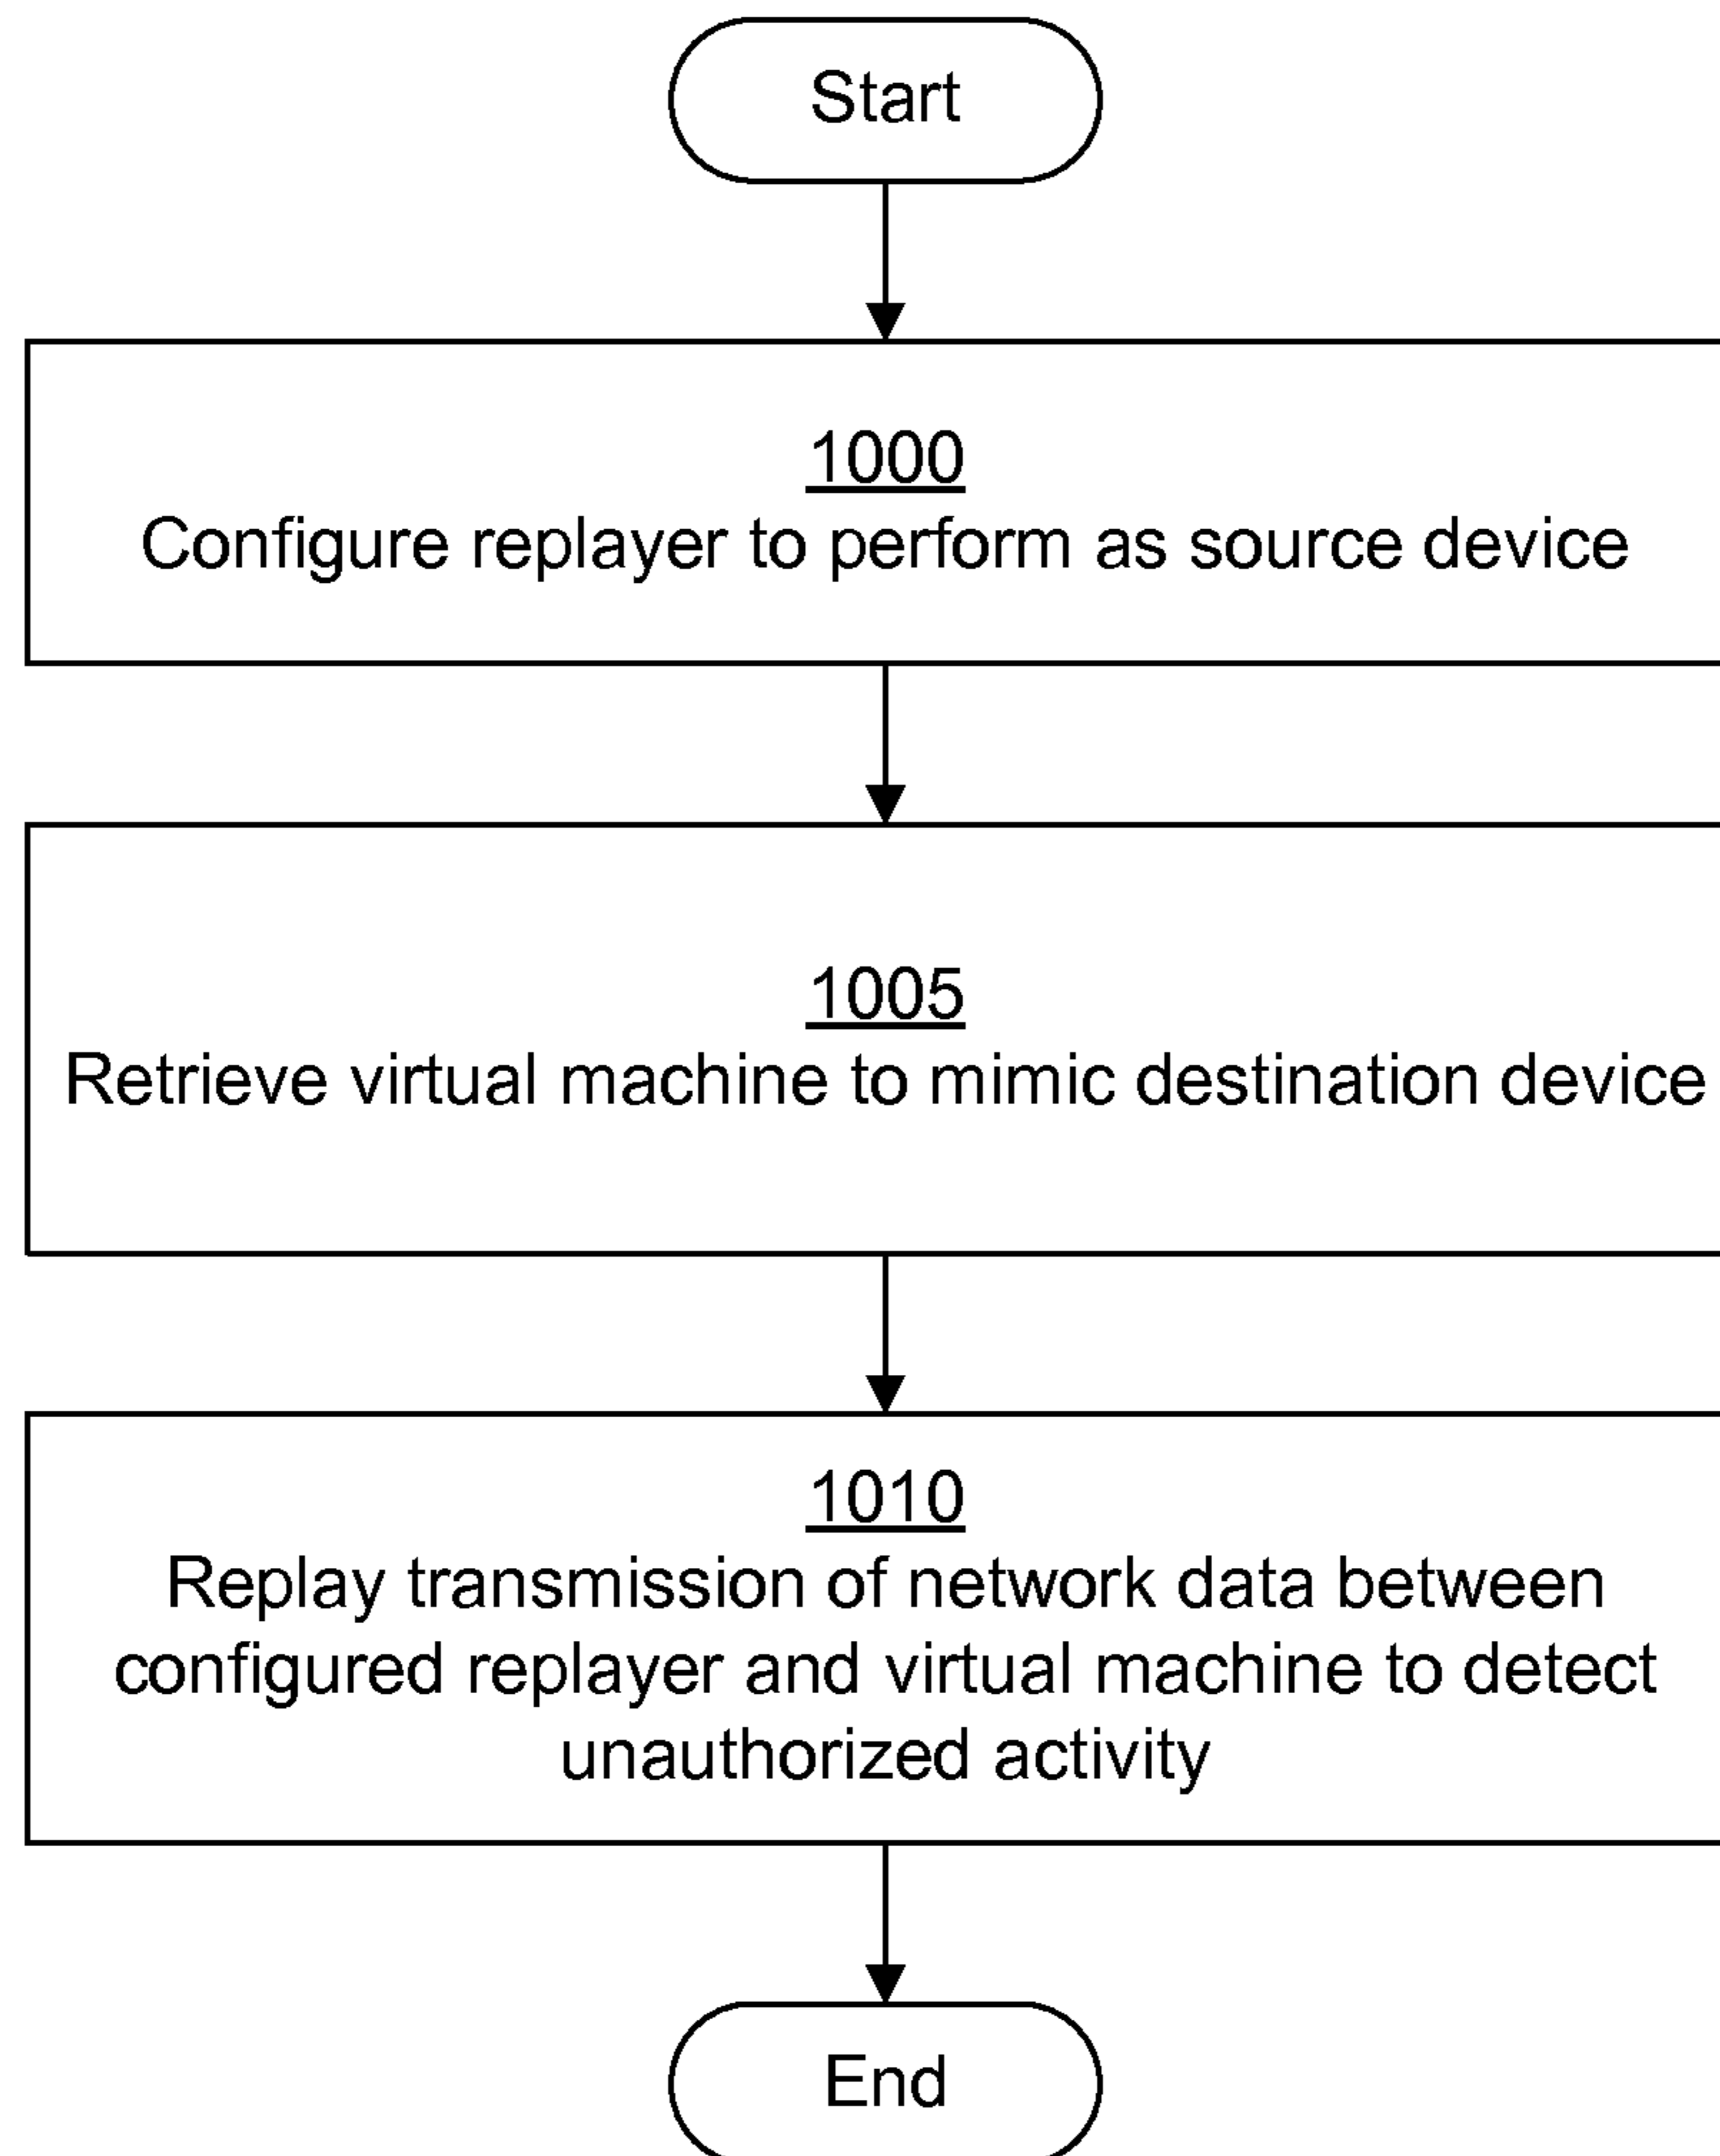 Start
1000
Configure replayer to perform as source device
1005
Retrieve virtual machine to mimic destination device
1010
Replay transmission of network data between
configured replayer and virtual machine to detect
unauthorized activity
End